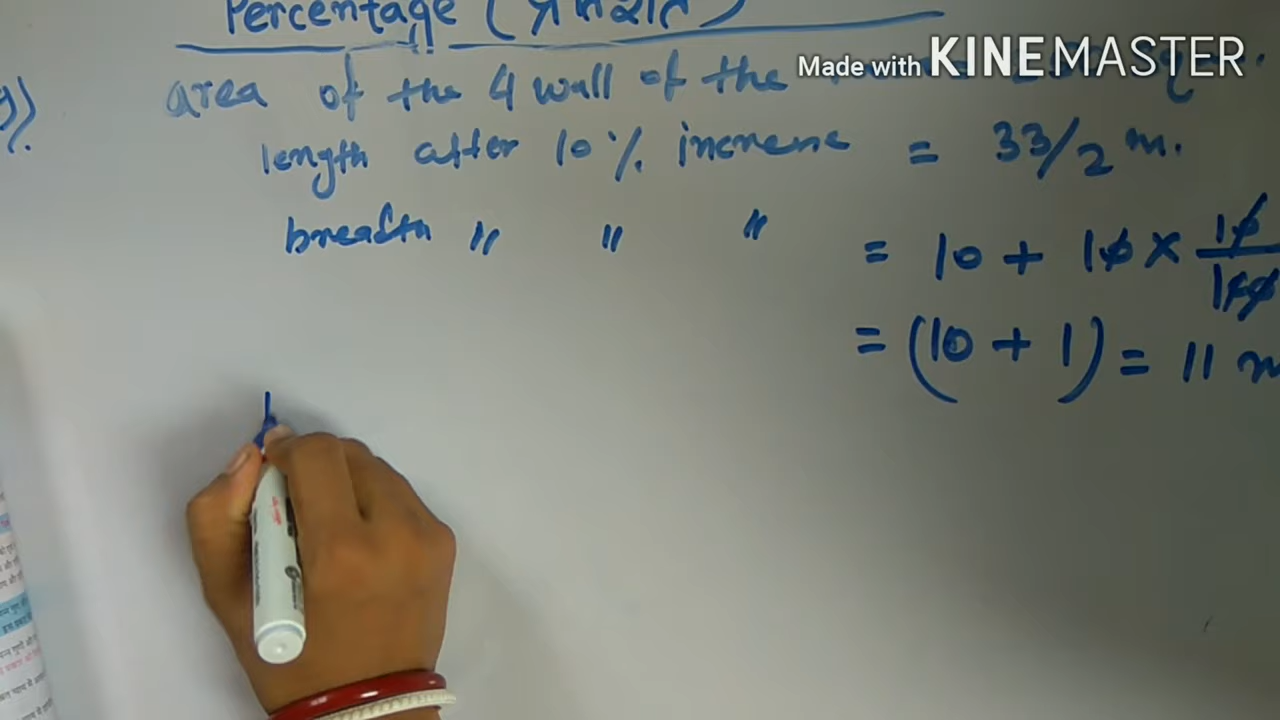 Percentage (प्रतिशत)
Made with KINEMASTER
area of the 4 wall of the
length after 10% increase = 33/2 m.
breadth " " " = 10 + 10 × 10/100
= (10 + 1) = 11 m